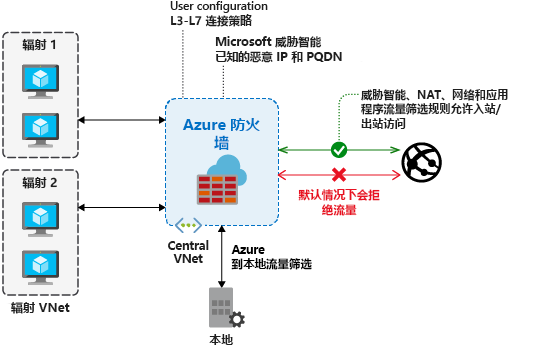 User configuration
L3-L7 连接策略
Microsoft 威胁智能
已知的恶意 IP 和 PQDN
辐射 1
Azure 防火
墙
威胁智能、NAT、网络和应用
程序流量筛选规则允许入站/
出站访问
默认情况下会拒
绝流量
辐射 2
Central
VNet
Azure
到本地流量筛选
辐射 VNet
本地